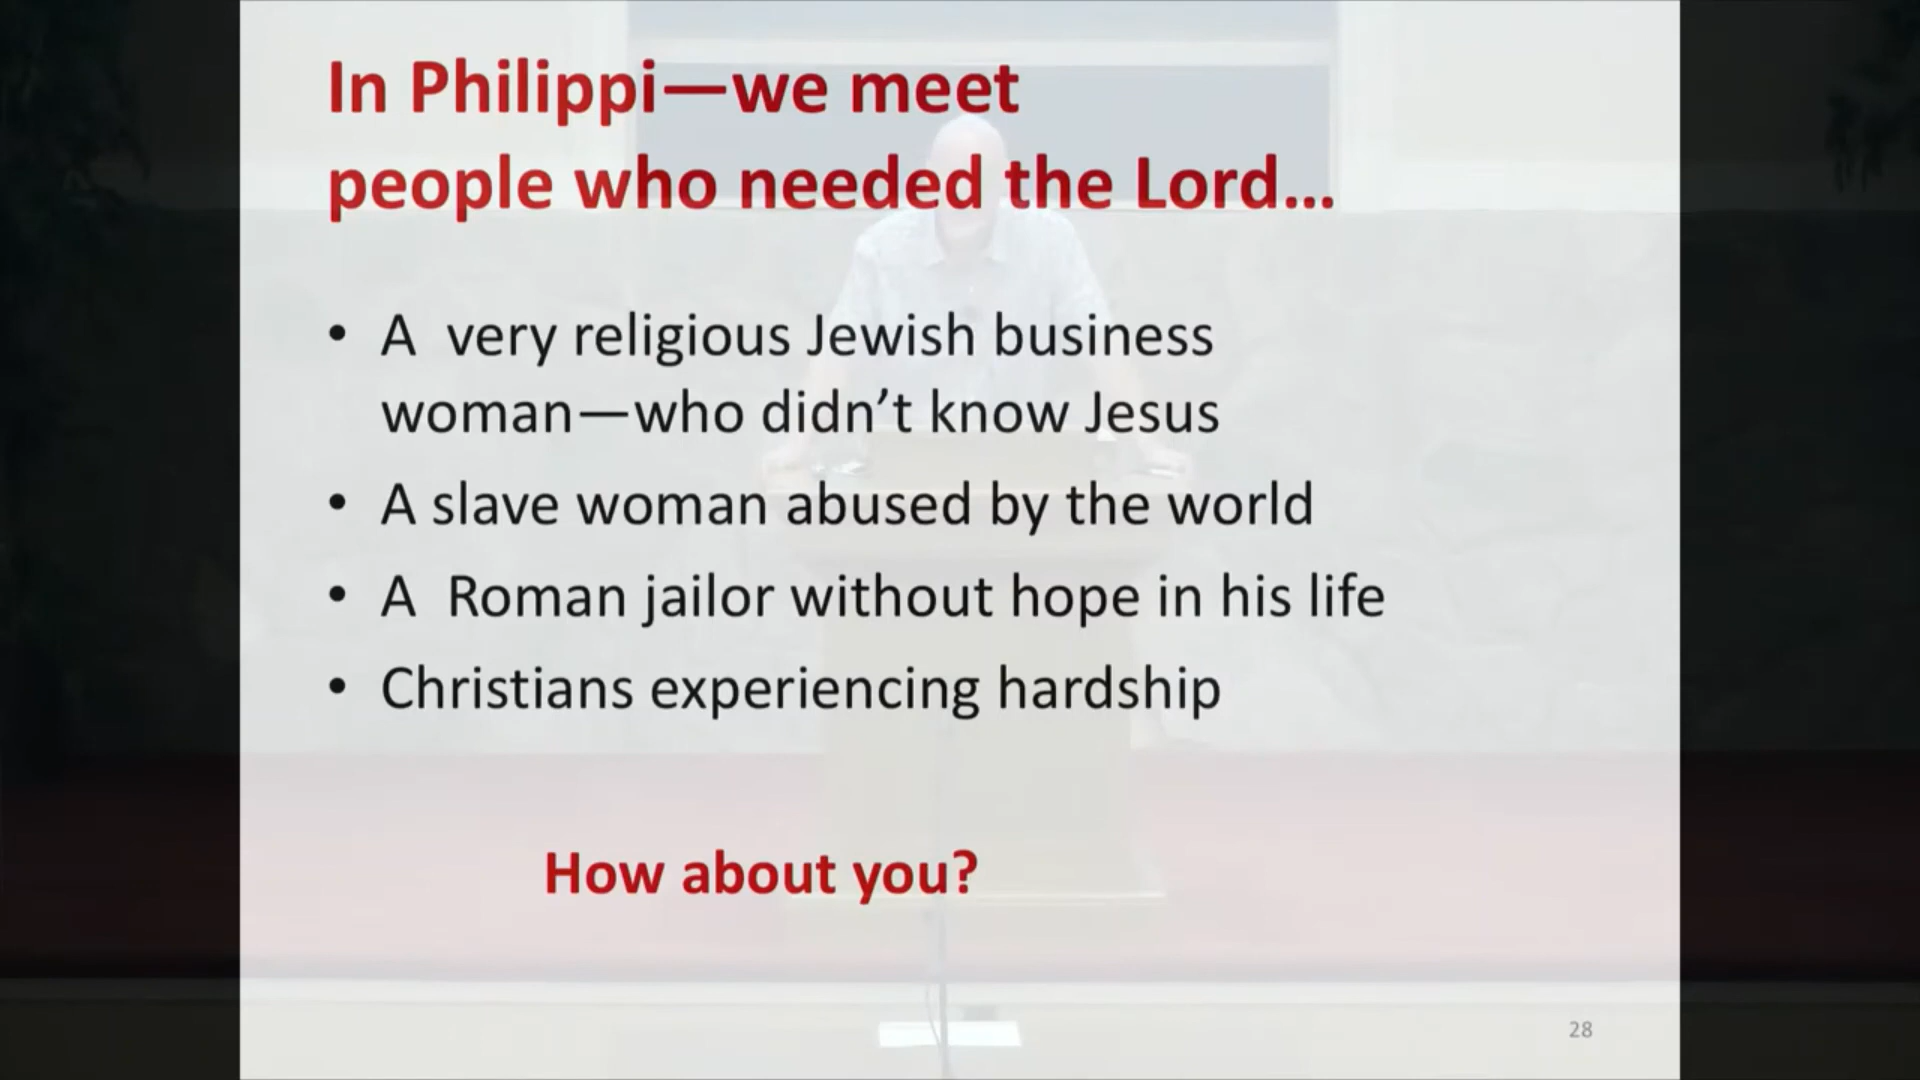 In Philippi—we meet
people who needed the Lord...
• A  very religious Jewish business
woman—who didn’t know Jesus
• A slave woman abused by the world
• A  Roman jailor without hope in his life
• Christians experiencing hardship
How about you?
28